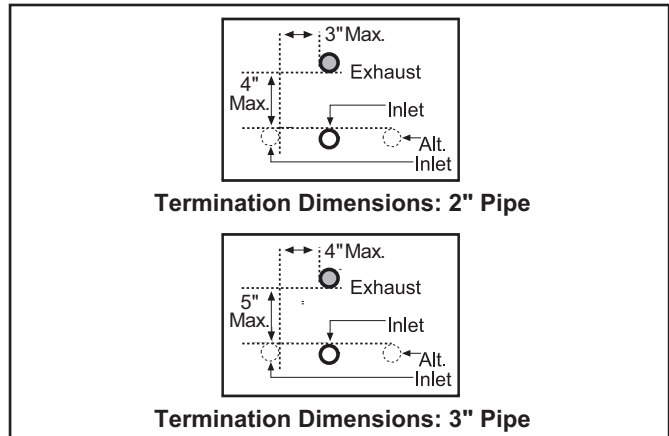 3" Max.
Exhaust
4"
Max.
Inlet
Alt.
Inlet
Termination Dimensions: 2" Pipe
4" Max.
Exhaust
5"
Max.
Inlet
Alt.
Inlet
Termination Dimensions: 3" Pipe